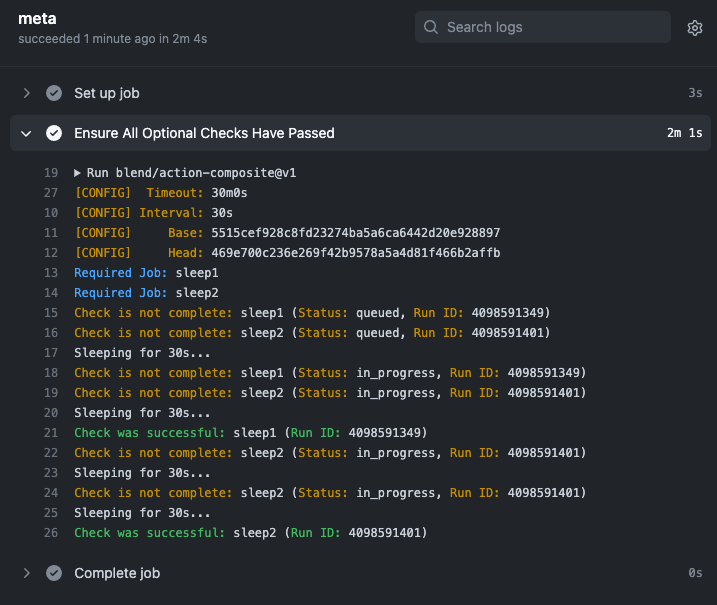 meta
succeeded 1 minute ago in 2m 4s
Search logs
Set up job 3s
Ensure All Optional Checks Have Passed 2m 1s
19 Run blend/action-composite@v1
27 [CONFIG] Timeout: 30m0s
10 [CONFIG] Interval: 30s
11 [CONFIG] Base: 5515cef928c8fd23274ba5a6ca6442d20e928897
12 [CONFIG] Head: 469e700c236e269f42b9578a5a4d81f466b2affb
13 Required Job: sleep1
14 Required Job: sleep2
15 Check is not complete: sleep1 (Status: queued, Run ID: 4098591349)
16 Check is not complete: sleep2 (Status: queued, Run ID: 4098591401)
17 Sleeping for 30s...
18 Check is not complete: sleep1 (Status: in_progress, Run ID: 4098591349)
19 Check is not complete: sleep2 (Status: in_progress, Run ID: 4098591401)
20 Sleeping for 30s...
21 Check was successful: sleep1 (Run ID: 4098591349)
22 Check is not complete: sleep2 (Status: in_progress, Run ID: 4098591401)
23 Sleeping for 30s...
24 Check is not complete: sleep2 (Status: in_progress, Run ID: 4098591401)
25 Sleeping for 30s...
26 Check was successful: sleep2 (Run ID: 4098591401)
Complete job 0s